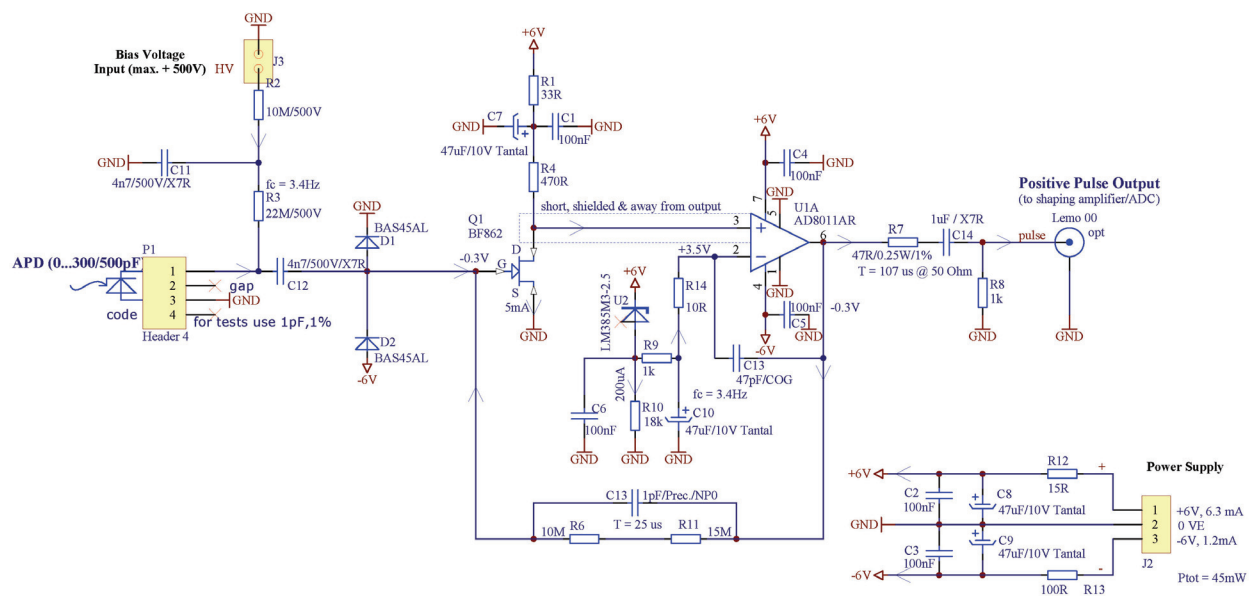 GND
Bias Voltage
Input (max. + 500V)
HV
J3
R2
10M/500V
GND
C11
4n7/500V/X7R
fc = 3.4Hz
R3
22M/500V
P1
APD (0...300/500pF)
1
2
3
4
gap
GND
code
for tests use 1pF,1%
Header 4
4n7/500V/X7R
C12
GND
BAS45AL
D1
D2
BAS45AL
-6V
-0.3V
+6V
R1
33R
C7
GND
47uF/10V Tantal
C1
100nF
GND
R4
470R
Q1
BF862
D
G
S
5mA
GND
short, shielded & away from output
+6V
C4
100nF
GND
GND
U1A
AD8011AR
7
5
3
2
6
4
1
+3.5V
R14
10R
+6V
U2
LM385M3-2.5
R9
1k
200uA
C6
100nF
R10
18k
C10
47uF/10V Tantal
GND
GND
GND
fc = 3.4Hz
C13
47pF/COG
GND
100nF
C5
GND
-6V
-0.3V
R7
47R/0.25W/1%
T = 107 us @ 50 Ohm
1uF / X7R
C14
R8
1k
GND
pulse
Positive Pulse Output
(to shaping amplifier/ADC)
Lemo 00
opt
GND
C13
1pF/Prec./NP0
T = 25 us
10M
R6
R11
15M
Power Supply
+6V
R12
15R
+
C2
100nF
C8
47uF/10V Tantal
GND
C3
100nF
C9
47uF/10V Tantal
-6V
100R
R13
-
1
2
3
J2
+6V, 6.3 mA
0 VE
-6V, 1.2mA
Ptot = 45mW